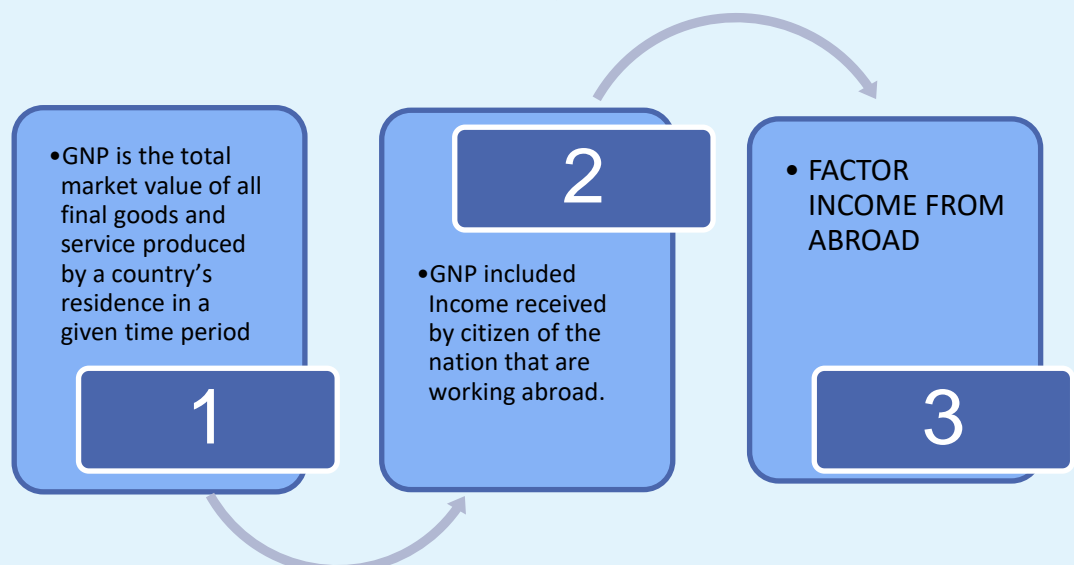 •GNP is the total
market value of all
final goods and
service produced
by a country’s
residence in a
given time period
1
2
•GNP included
Income received
by citizen of the
nation that are
working abroad.
• FACTOR
INCOME FROM
ABROAD
3